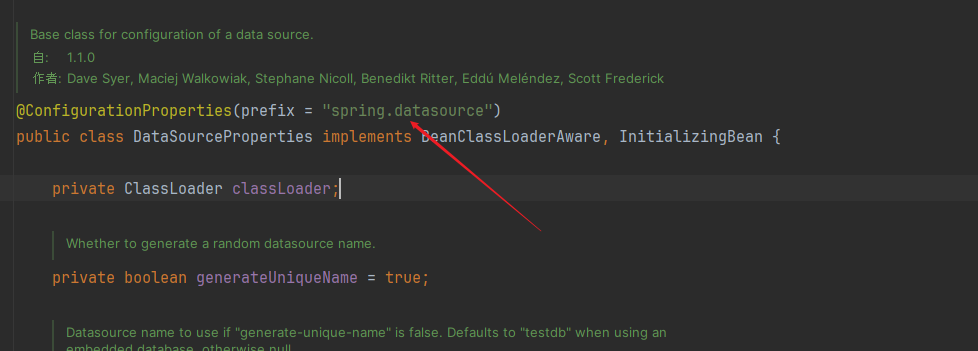 Base class for configuration of a data source.
自: 1.1.0
作者: Dave Syer, Maciej Walkowiak, Stephane Nicoll, Benedikt Ritter, Eddú Meléndez, Scott Frederick
@ConfigurationProperties(prefix = "spring.datasource")
public class DataSourceProperties implements BeanClassLoaderAware, InitializingBean {
private ClassLoader classLoader;
Whether to generate a random datasource name.
private boolean generateUniqueName = true;
Datasource name to use if "generate-unique-name" is false. Defaults to "testdb" when using an
embedded database, otherwise null.